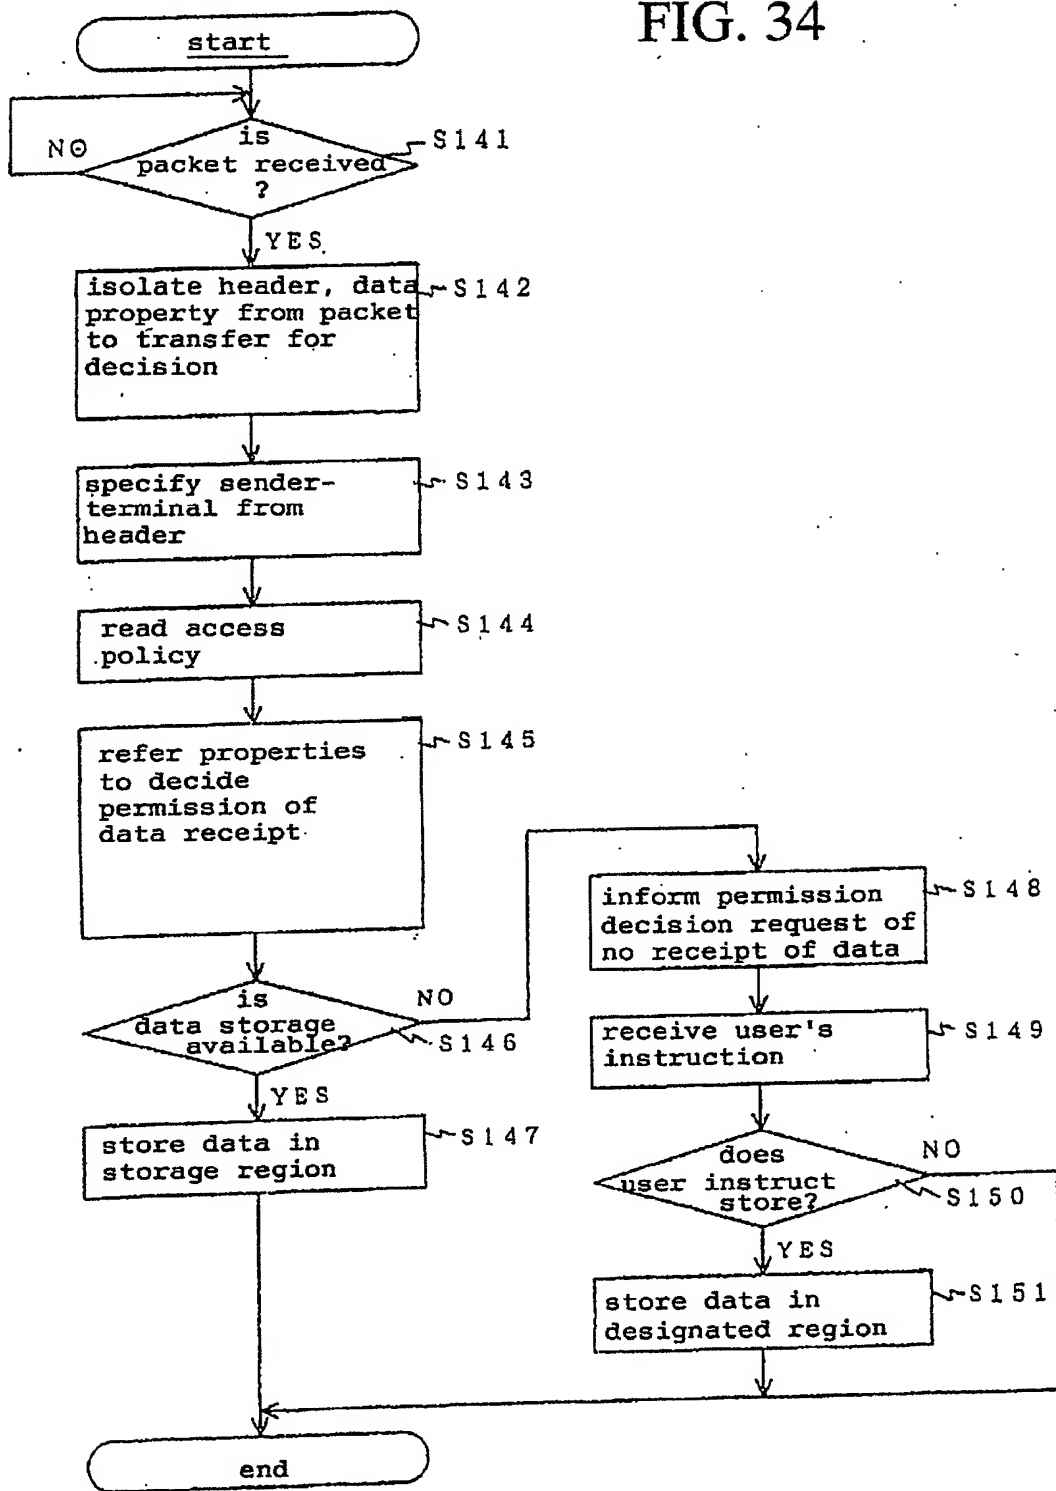 FIG. 34
start
NO
is
packet received
?
S141
YES
isolate header, data
property from packet
to transfer for
decision
S142
specify sender-
terminal from
header
S143
read access
policy
S144
refer properties
to decide
permission of
data receipt
S145
is
data storage
available?
NO
S146
YES
store data in
storage region
S147
inform permission
decision request of
no receipt of data
S148
receive user's
instruction
S149
does
user instruct
store?
NO
S150
YES
store data in
designated region
S151
end